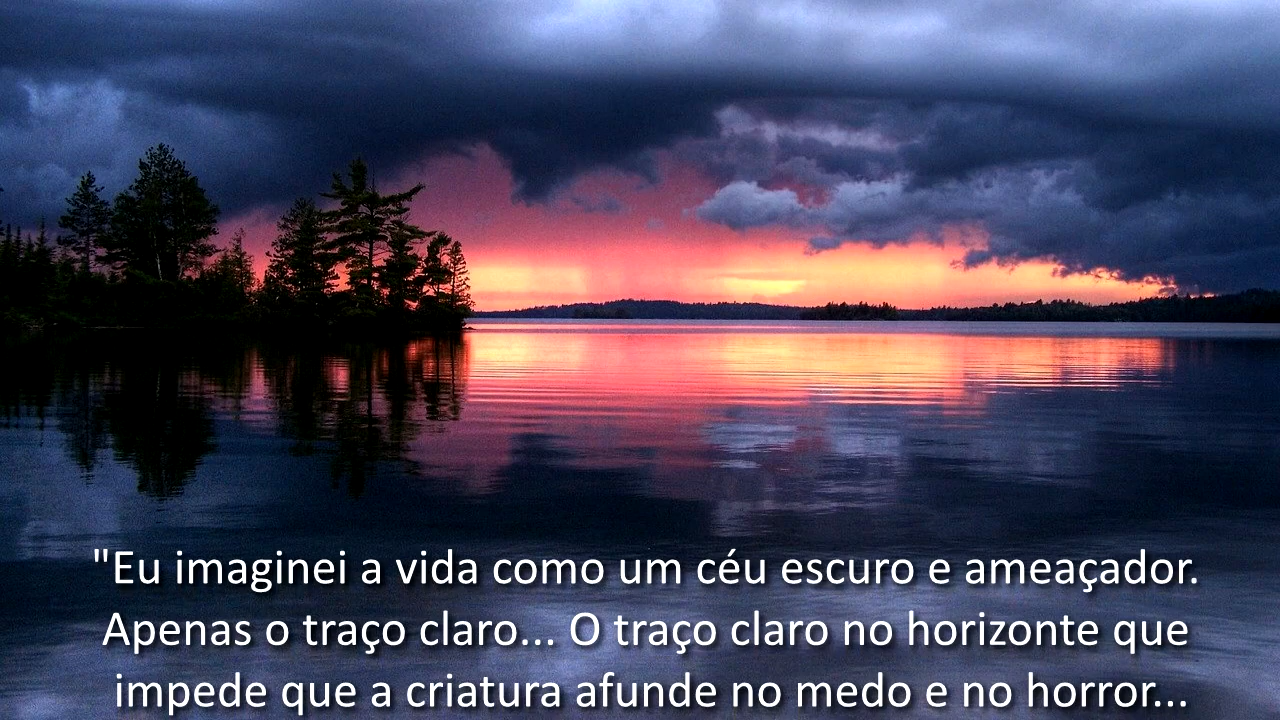 "Eu imaginei a vida como um céu escuro e ameaçador.
Apenas o traço claro... O traço claro no horizonte que
impede que a criatura afunde no medo e no horror...